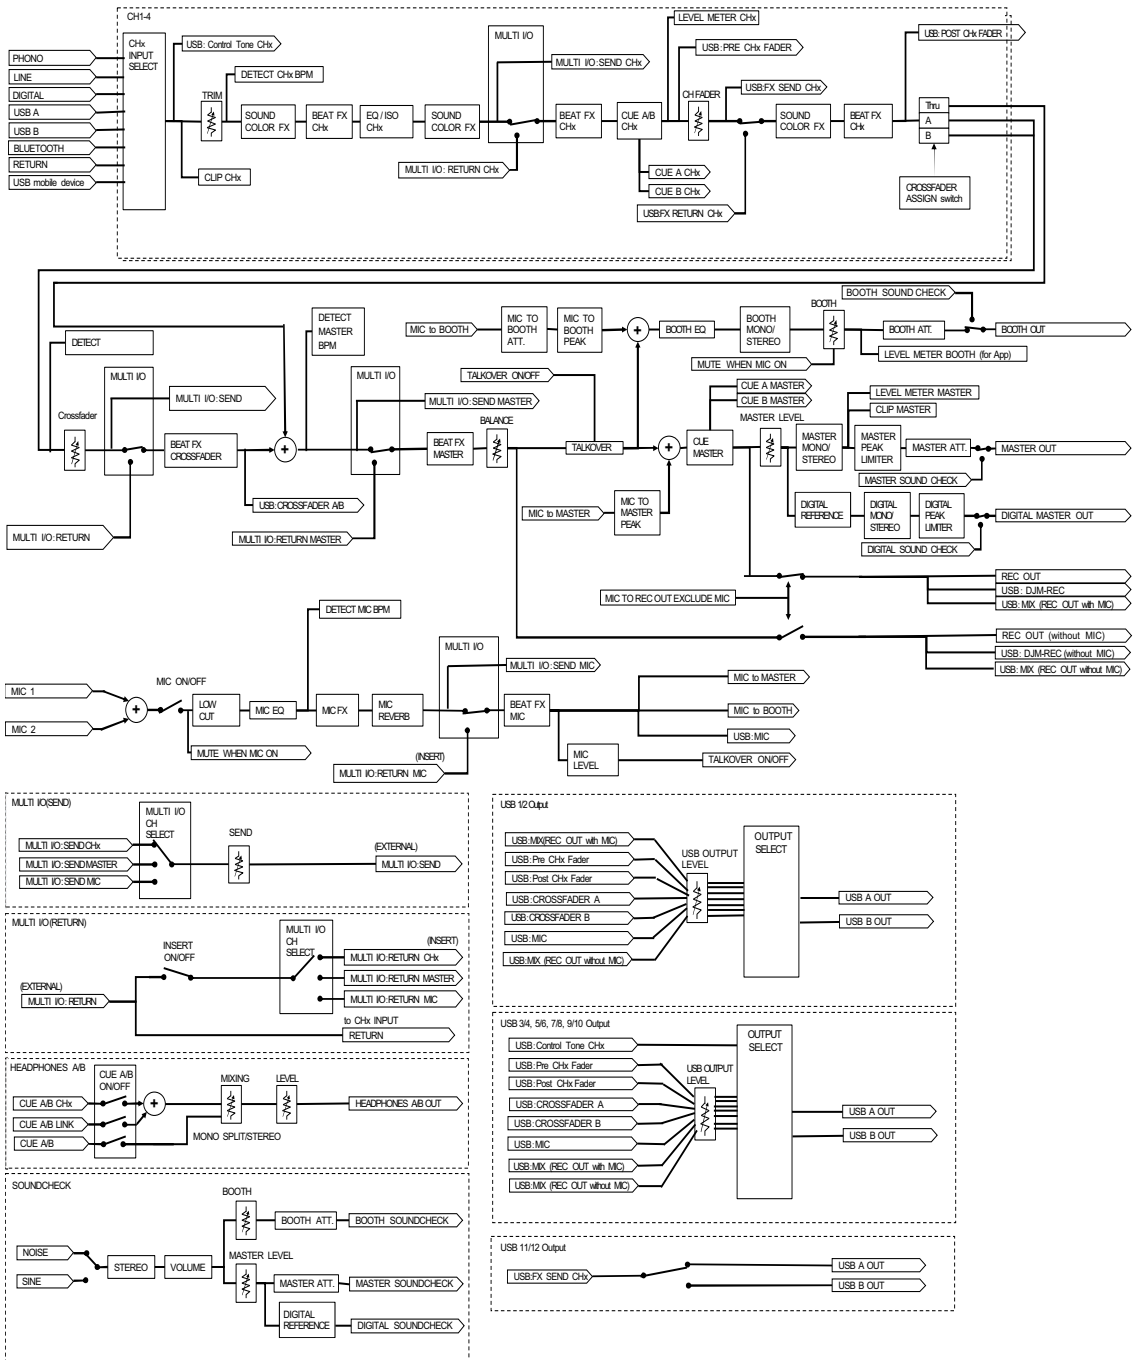 CH1-4
PHONO
LINE
DIGITAL
USB A
USB B
BLUETOOTH
RETURN
USB mobile device
CHx
INPUT
SELECT
USB: Control Tone CHx
DETECT CHx BPM
TRIM
CLIP CHx
SOUND
COLOR FX
BEAT FX
CHx
EQ / ISO
CHx
SOUND
COLOR FX
MULTI I/O
MULTI I/O: SEND CHx
MULTI I/O: RETURN CHx
BEAT FX
CHx
CUE A/B
CHx
LEVEL METER CHx
USB: PRE CHx FADER
CH FADER
USB:FX SEND CHx
CUE A CHx
CUE B CHx
USB:FX RETURN CHx
SOUND
COLOR FX
BEAT FX
CHx
USB: POST CHx FADER
Thru
A
B
CROSSFADER
ASSIGN switch
DETECT
Crossfader
MULTI I/O
MULTI I/O: SEND
MULTI I/O: RETURN
BEAT FX
CROSSFADER
USB:CROSSFADER A/B
DETECT
MASTER
BPM
MULTI I/O
MULTI I/O: SEND MASTER
MULTI I/O:RETURN MASTER
BEAT FX
MASTER
BALANCE
MIC to BOOTH
MIC TO
BOOTH
ATT.
MIC TO
BOOTH
PEAK
BOOTH EQ
BOOTH
MONO/
STEREO
BOOTH
BOOTH SOUND CHECK
BOOTH ATT.
BOOTH OUT
LEVEL METER BOOTH (for App)
MUTE WHEN MIC ON
TALKOVER ON/OFF
TALKOVER
MIC to MASTER
MIC TO
MASTER
PEAK
CUE A MASTER
CUE B MASTER
CUE
MASTER
MASTER LEVEL
MASTER
MONO/
STEREO
LEVEL METER MASTER
CLIP MASTER
MASTER
PEAK
LIMITER
MASTER ATT.
MASTER OUT
MASTER SOUND CHECK
DIGITAL
REFERENCE
DIGITAL
MONO/
STEREO
DIGITAL
PEAK
LIMITER
DIGITAL MASTER OUT
DIGITAL SOUND CHECK
MIC TO REC OUT EXCLUDE MIC
REC OUT
USB: DJM-REC
USB: MIX (REC OUT with MIC)
REC OUT (without MIC)
USB: DJM-REC (without MIC)
USB: MIX (REC OUT without MIC)
MIC 1
MIC 2
MIC ON/OFF
MUTE WHEN MIC ON
LOW
CUT
MIC EQ
DETECT MIC BPM
MIC FX
MIC
REVERB
MULTI I/O
MULTI I/O: SEND MIC
(INSERT)
MULTI I/O:RETURN MIC
BEAT FX
MIC
MIC to MASTER
MIC to BOOTH
USB:MIC
MIC
LEVEL
TALKOVER ON/OFF
MULTI I/O(SEND)
MULTI I/O
CH
SELECT
MULTI I/O:SEND CHx
MULTI I/O:SEND MASTER
MULTI I/O:SEND MIC
SEND
(EXTERNAL)
MULTI I/O:SEND
MULTI I/O(RETURN)
(EXTERNAL)
MULTI I/O: RETURN
INSERT
ON/OFF
MULTI I/O
CH
SELECT
(INSERT)
MULTI I/O:RETURN CHx
MULTI I/O:RETURN MASTER
MULTI I/O:RETURN MIC
to CHx INPUT
RETURN
HEADPHONES A/B
CUE A/B
ON/OFF
CUE A/B CHx
CUE A/B LINK
CUE A/B
MIXING
LEVEL
MONO SPLIT/STEREO
HEADPHONES A/B OUT
SOUNDCHECK
NOISE
SINE
STEREO
VOLUME
BOOTH
BOOTH ATT.
BOOTH SOUNDCHECK
MASTER LEVEL
MASTER ATT.
MASTER SOUNDCHECK
DIGITAL
REFERENCE
DIGITAL SOUNDCHECK
USB 1/2 Output
USB:MIX(REC OUT with MIC)
USB: Pre CHx Fader
USB:Post CHx Fader
USB:CROSSFADER A
USB:CROSSFADER B
USB:MIC
USB:MIX (REC OUT without MIC)
USB OUTPUT
LEVEL
OUTPUT
SELECT
USB A OUT
USB B OUT
USB 3/4, 5/6, 7/8, 9/10 Output
USB:Control Tone CHx
USB:Pre CHx Fader
USB:Post CHx Fader
USB:CROSSFADER A
USB:CROSSFADER B
USB:MIC
USB:MIX (REC OUT with MIC)
USB:MIX (REC OUT without MIC)
USB OUTPUT
LEVEL
OUTPUT
SELECT
USB A OUT
USB B OUT
USB 11/12 Output
USB:FX SEND CHx
USB A OUT
USB B OUT